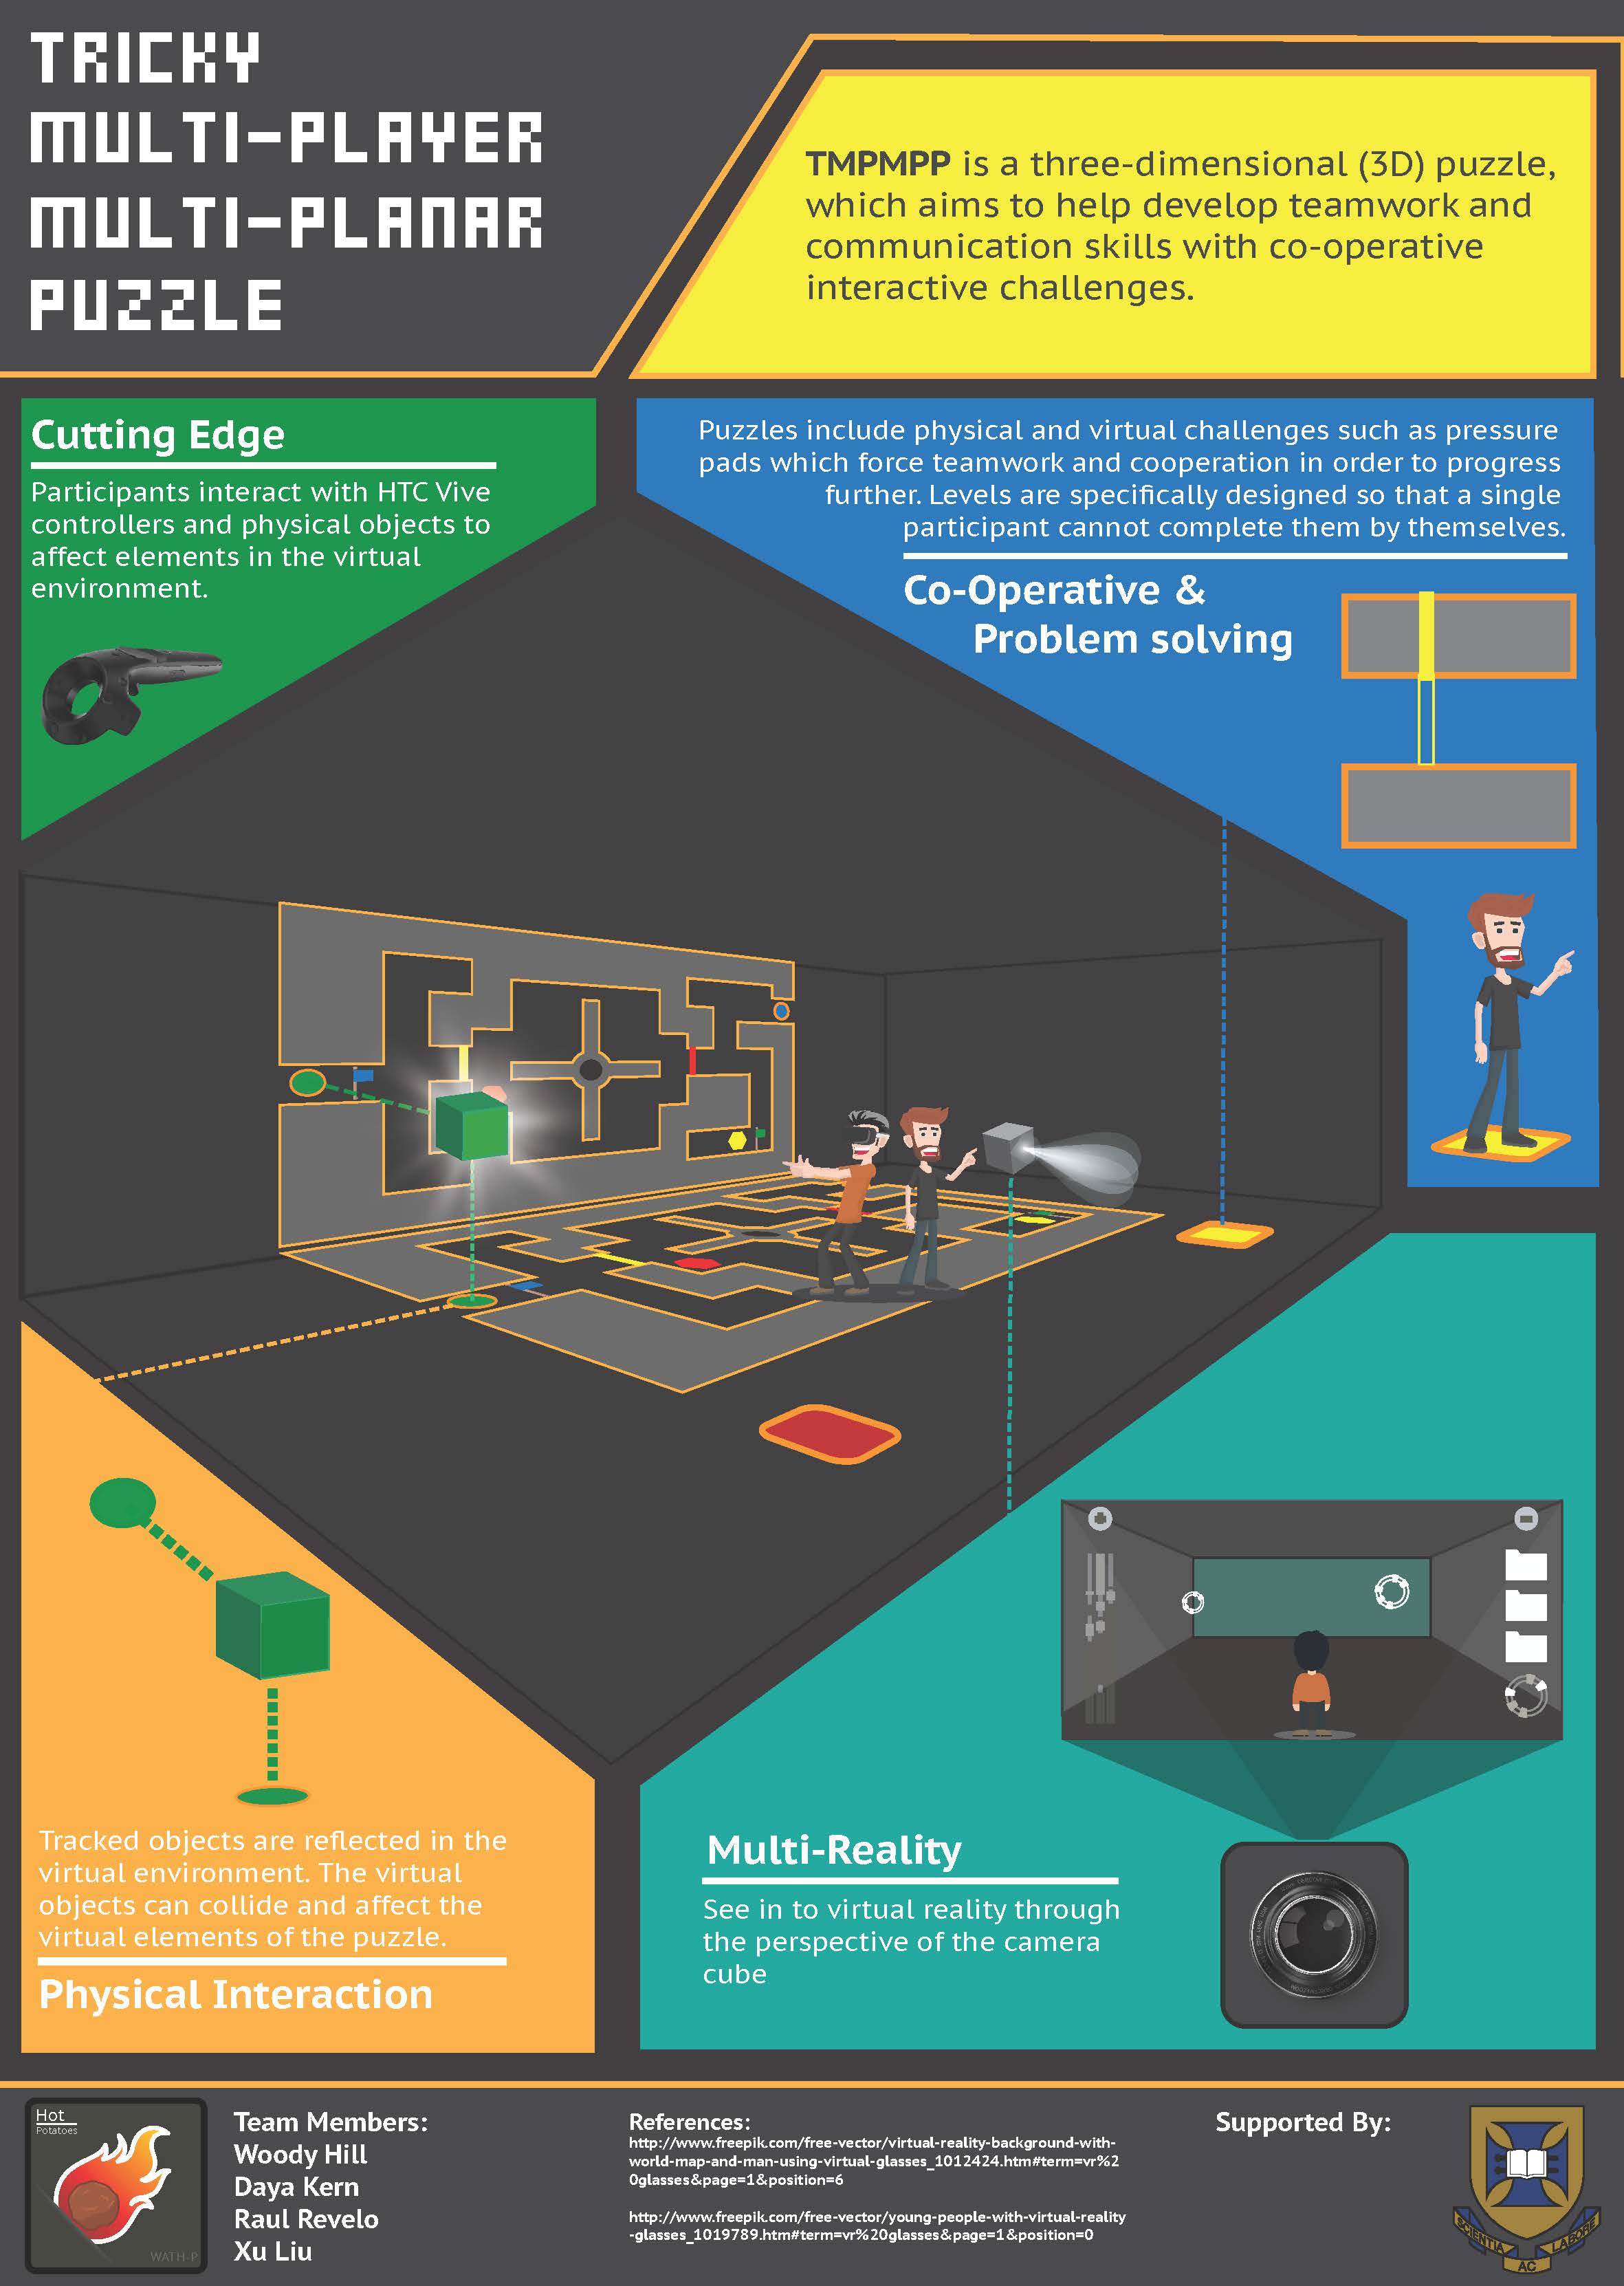 TRICKY
MULTI-PLAYER
MULTI-PLANAR
PUZZLE
TMPMPP is a three-dimensional (3D) puzzle,
which aims to help develop teamwork and
communication skills with co-operative
interactive challenges.
Cutting Edge
Participants interact with HTC Vive
controllers and physical objects to
affect elements in the virtual
environment.
Puzzles include physical and virtual challenges such as pressure
pads which force teamwork and cooperation in order to progress
further. Levels are specifically designed so that a single
participant cannot complete them by themselves.
Co-Operative &
Problem solving
Tracked objects are reflected in the
virtual environment. The virtual
objects can collide and affect the
virtual elements of the puzzle.
Physical Interaction
Multi-Reality
See in to virtual reality through
the perspective of the camera
cube
Hot
Potatoes
WATH-P
Team Members:
Woody Hill
Daya Kern
Raul Revelo
Xu Liu
References:
http://www.freepik.com/free-vector/virtual-reality-background-with-
world-map-and-man-using-virtual-glasses_1012424.htm#term=vr%2
0glasses&page=1&position=6
http://www.freepik.com/free-vector/young-people-with-virtual-reality
-glasses_1019789.htm#term=vr%20glasses&page=1&position=0
Supported By:
SCIENTIA AC LABORE